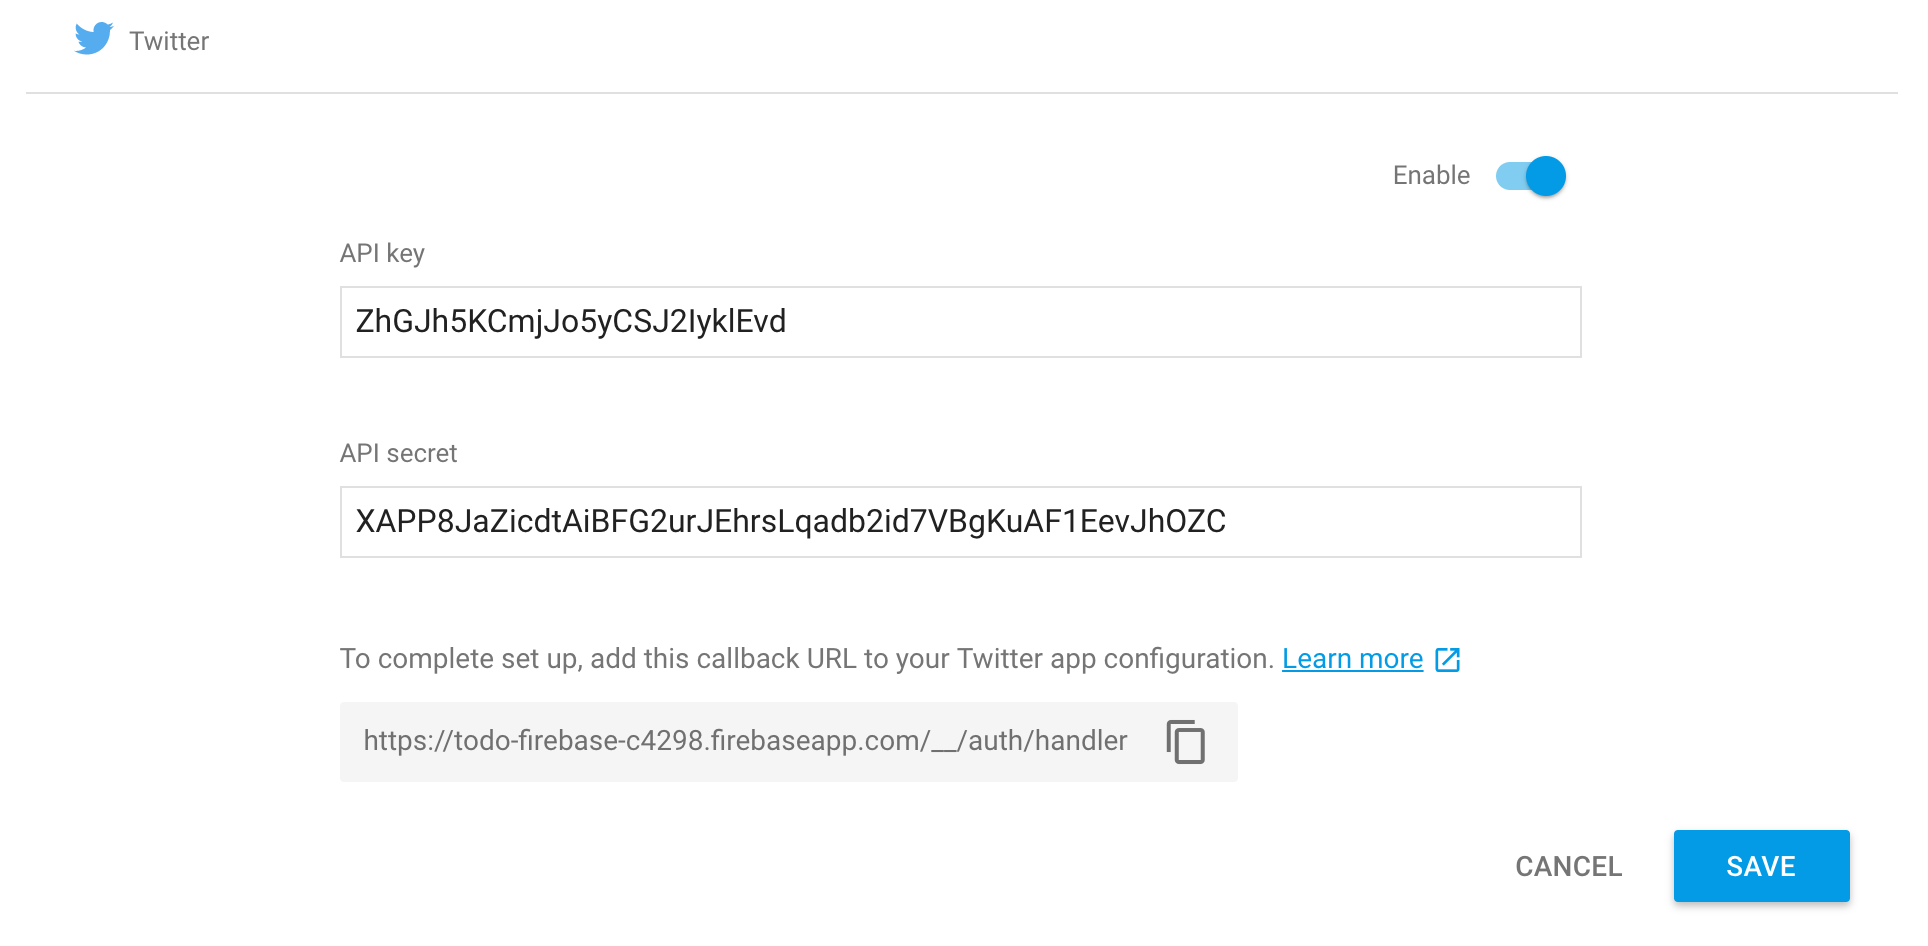 Twitter
Enable
API key
ZhGJh5KCmjJo5yCSJ2IyklEvd
API secret
XAPP8JaZicdtAiBFG2urJEhrsLqadb2id7VBgKuAF1EevJhOZC
To complete set up, add this callback URL to your Twitter app configuration. Learn more
https://todo-firebase-c4298.firebaseapp.com/__/auth/handler
CANCEL SAVE